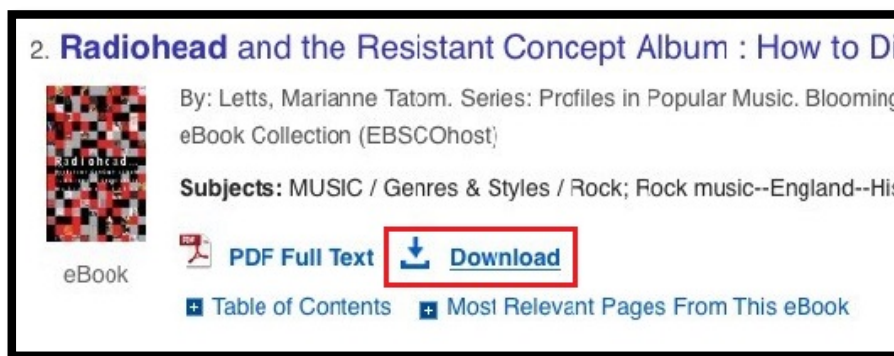 2. Radiohead and the Resistant Concept Album : How to Di
By: Letts, Marianne Tatom. Series: Profiles in Popular Music. Blooming
eBook Collection (EBSCOhost)
Subjects: MUSIC / Genres & Styles / Rock; Rock music--England--His
Radiohead
eBook
PDF Full Text Download
Table of Contents Most Relevant Pages From This eBook